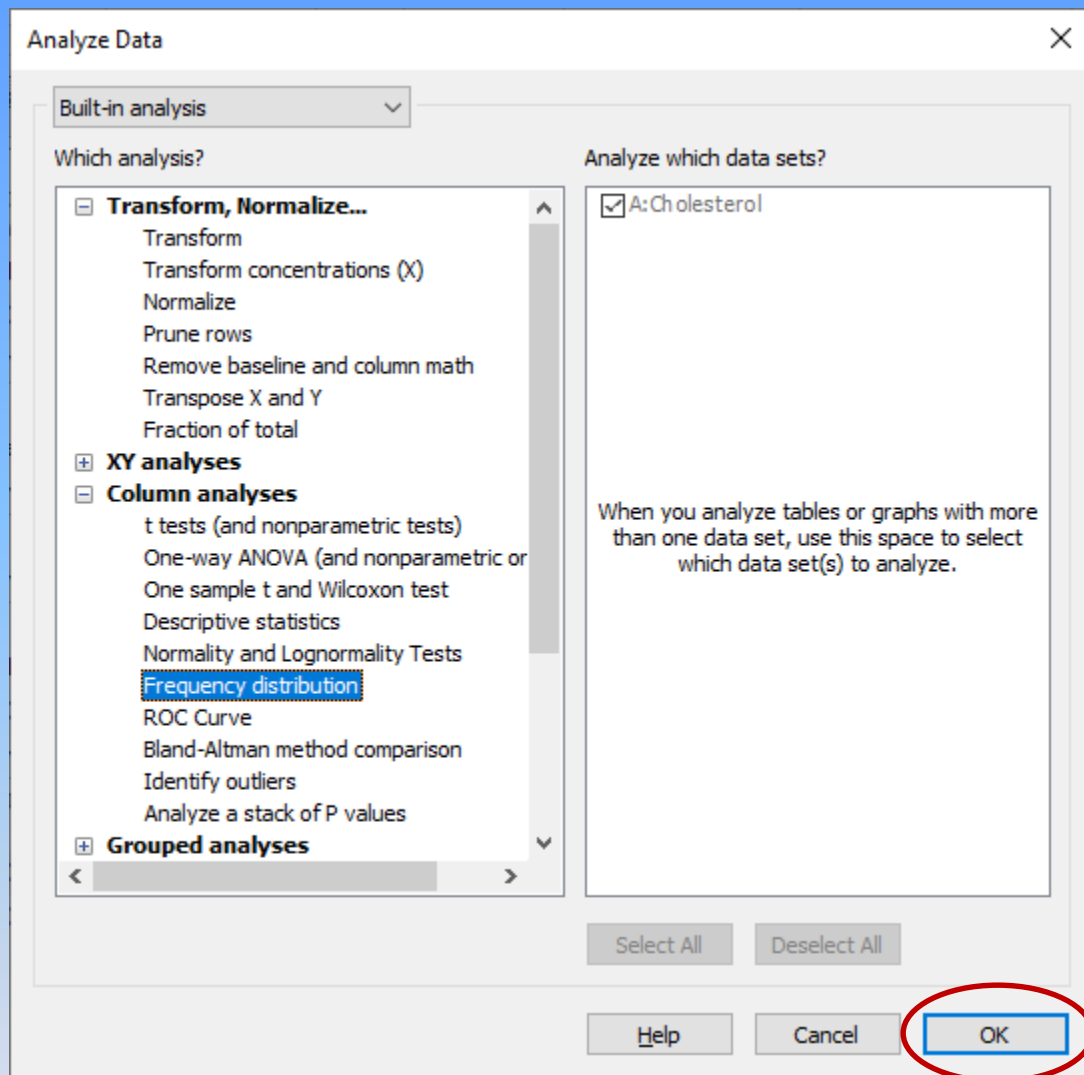 Analyze Data
Built-in analysis
Which analysis?
Transform, Normalize...
Transform
Transform concentrations (X)
Normalize
Prune rows
Remove baseline and column math
Transpose X and Y
Fraction of total
XY analyses
Column analyses
t tests (and nonparametric tests)
One-way ANOVA (and nonparametric or
One sample t and Wilcoxon test
Descriptive statistics
Normality and Lognormality Tests
Frequency distribution
ROC Curve
Bland-Altman method comparison
Identify outliers
Analyze a stack of P values
Grouped analyses
Analyze which data sets?
A:Cholesterol
When you analyze tables or graphs with more
than one data set, use this space to select
which data set(s) to analyze.
Select All
Deselect All
Help
Cancel
OK